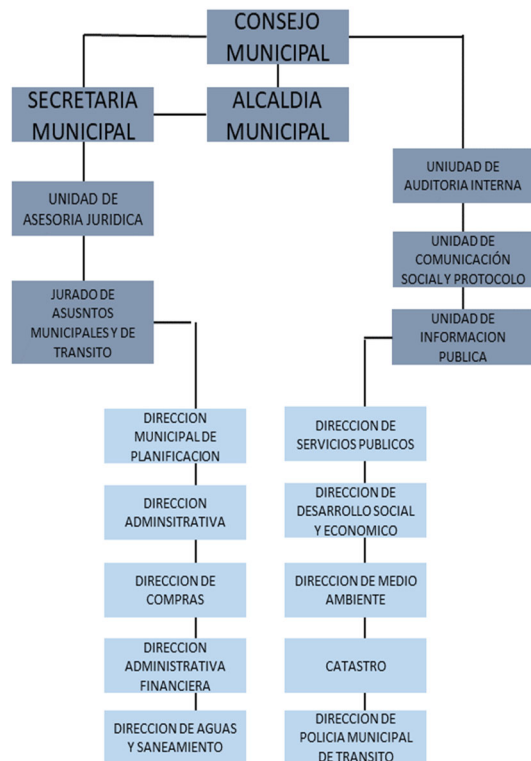 CONSEJO
MUNICIPAL
SECRETARIA
MUNICIPAL
ALCALDIA
MUNICIPAL
UNIUDAD DE
AUDITORIA INTERNA
UNIDAD DE
ASESORIA JURIDICA
UNIDAD DE
COMUNICACIÓN
SOCIAL Y PROTOCOLO
JURADO DE
ASUSNTOS
MUNICIPALES Y DE
TRANSITO
UNIDAD DE
INFORMACION
PUBLICA
DIRECCION
MUNICIPAL DE
PLANIFICACION
DIRECCION DE
SERVICIOS PUBLICOS
DIRECCION
ADMINSITRATIVA
DIRECCION DE
DESARROLLO SOCIAL
Y ECONOMICO
DIRECCION DE
COMPRAS
DIRECCION DE MEDIO
AMBIENTE
DIRECCION
ADMINISTRATIVA
FINANCIERA
CATASTRO
DIRECCION DE AGUAS
Y SANEAMIENTO
DIRECCION DE
POLICIA MUNICIPAL
DE TRANSITO